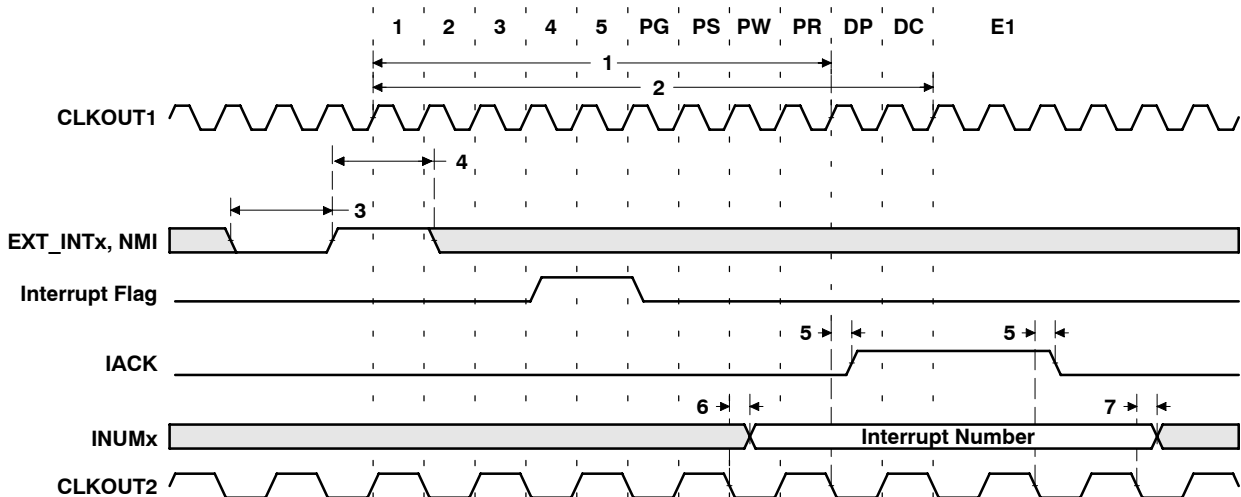 1 2 3 4 5 PG PS PW PR DP DC E1
1
2
CLKOUT1
4
3
EXT_INTx, NMI
Interrupt Flag
5 5
IACK
6 7
INUMx Interrupt Number
CLKOUT2